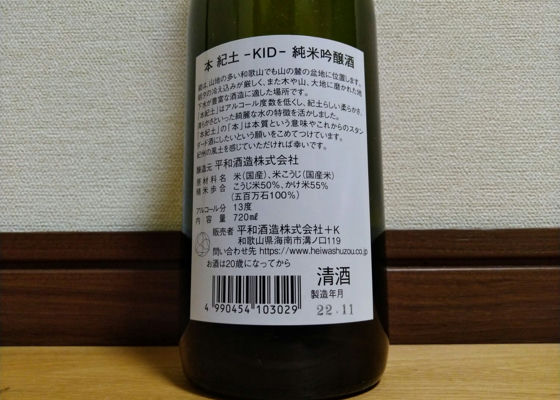 本 紀土 -KID- 純米吟醸酒
蔵は、山地の多い和歌山でも山の麓の盆地に位置します。
朝夕の冷え込みが厳しく、また木や山、大地に磨かれた地
下水が豊富な酒造に適した場所です。
「本紀土」はアルコール度数を低くし、紀土らしい柔らかさ、
といった綺麗な水の特徴を活かしました。
「本紀土」の「本」は本質という意味やこれからのスタン
ダード酒にしたいという願いをこめてつけています。
紀州の風土を感じていただければ幸いです。
醸造元 平和酒造株式会社
原材料名 米(国産)、米こうじ(国産米)
精米歩合 こうじ米50%、かけ米55%
(五百万石100%)
アルコール分 13度
内容量 720㎖
販売者 平和酒造株式会社+K
和歌山県海南市溝ノ口119
問い合わせ先 https://www.heiwashuzou.co.jp
お酒は20歳になってから
清酒
製造年月
22.11
4 990454 103029